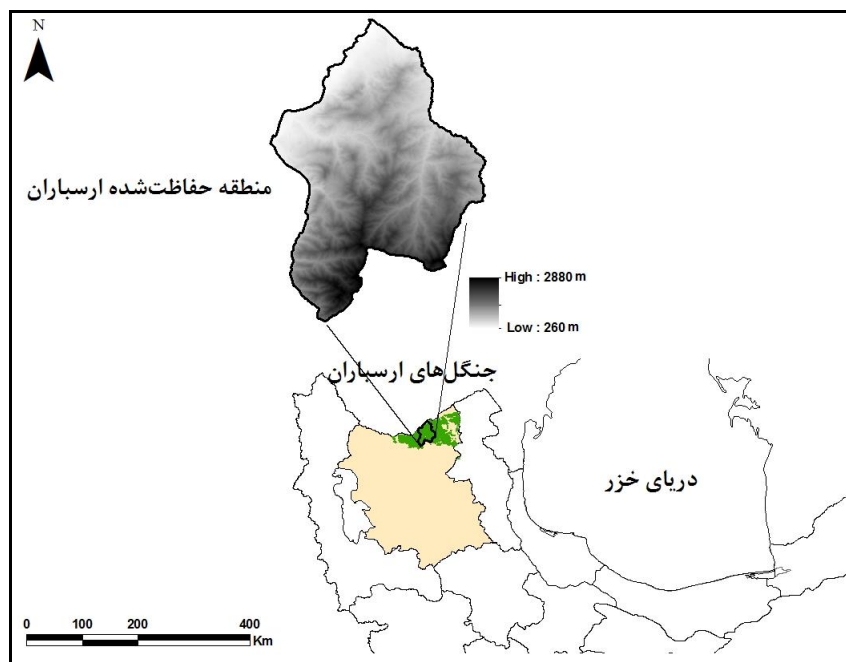 N
منطقه حفاظت‌شده ارسباران
High : 2880 m
Low : 260 m
جنگل‌های ارسباران
دریای خزر
0 100 200 400
Km